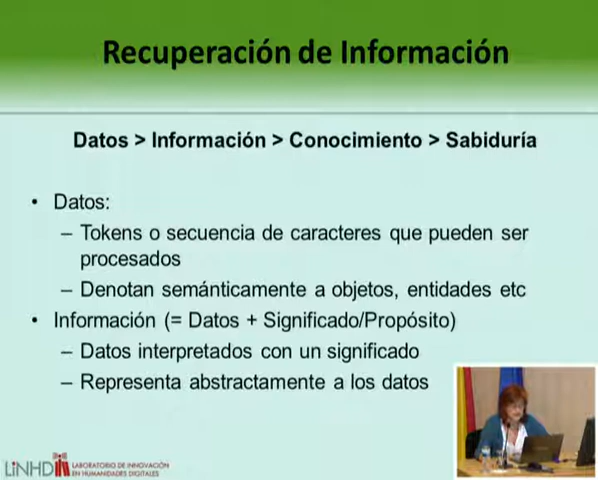 Recuperación de Información
Datos > Información > Conocimiento > Sabiduría
• Datos:
– Tokens o secuencia de caracteres que pueden ser
procesados
– Denotan semánticamente a objetos, entidades etc
• Información (= Datos + Significado/Propósito)
– Datos interpretados con un significado
– Representa abstractamente a los datos
LiNHD
LABORATORIO DE INNOVACIÓN
EN HUMANIDADES DIGITALES